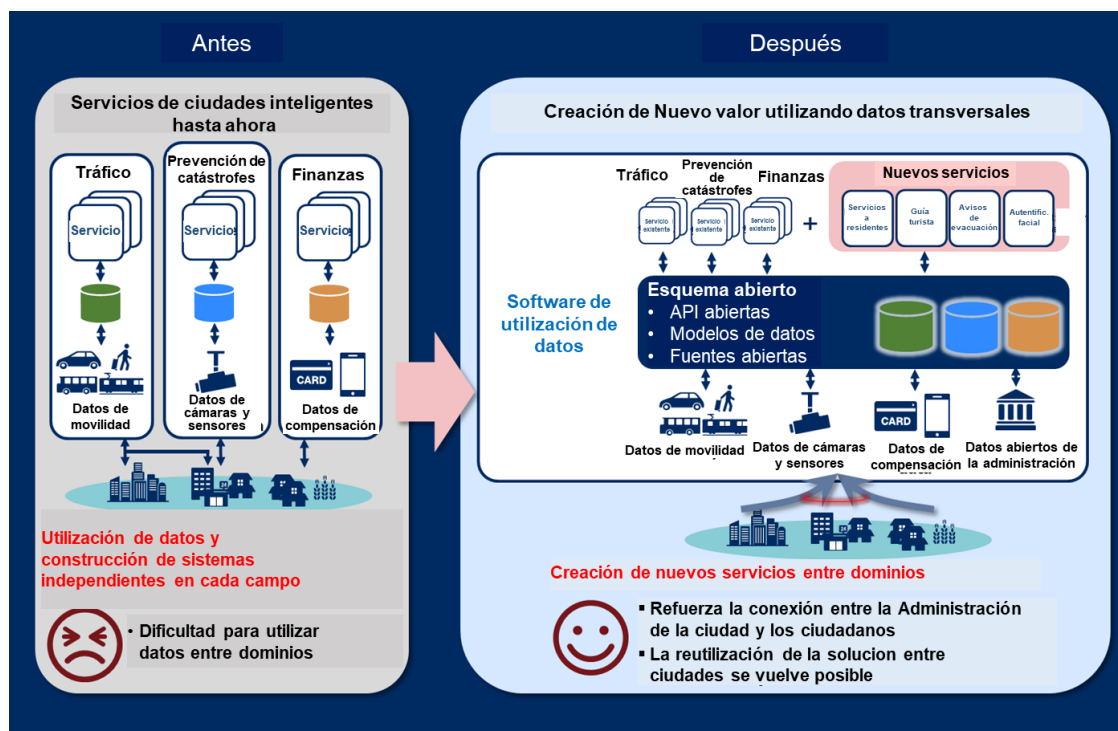 Antes
Servicios de ciudades inteligentes
hasta ahora
Tráfico
Servicio
Datos de
movilidad
Prevención de
catástrofes
Servicio
Datos de
cámaras y
sensores
Finanzas
Servicio
CARD
Datos de
compensación
Utilización de datos y
construcción de sistemas
independientes en cada campo
• Dificultad para utilizar
datos entre dominios
Después
Creación de Nuevo valor utilizando datos transversales
Tráfico
Servicio
existente
Prevención
de
catástrofes
Servicio
existente
Finanzas
Servicio
existente
+
Nuevos servicios
Servicios
a
residentes
Guía
turista
Avisos
de
evacuación
Autentific.
facial
Software de
utilización de
datos
Esquema abierto
• API abiertas
• Modelos de datos
• Fuentes abiertas
Datos de movilidad
Datos de cámaras
y sensores
CARD
Datos de
compensación
Datos abiertos de
la administración
Creación de nuevos servicios entre dominios
▪ Refuerza la conexión entre la Administración
de la ciudad y los ciudadanos
▪ La reutilización de la solucion entre
ciudades se vuelve posible